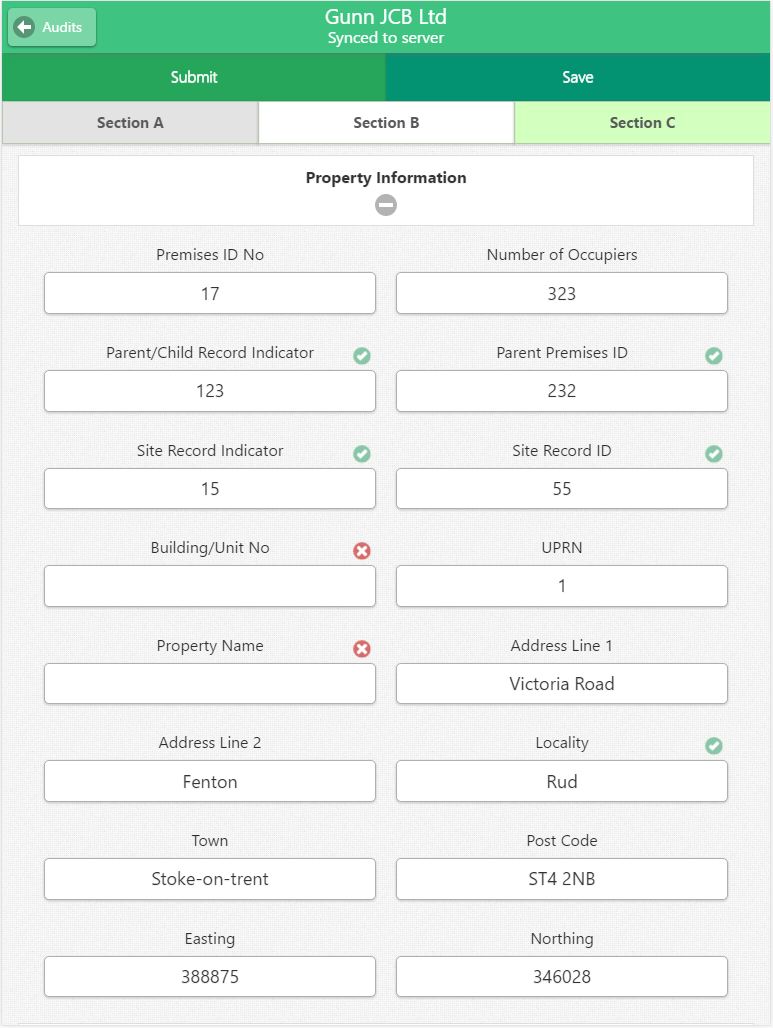 Audits
Gunn JCB Ltd
Synced to server
Submit Save
Section A Section B Section C
Property Information
Premises ID No Number of Occupiers
17 323
Parent/Child Record Indicator Parent Premises ID
123 232
Site Record Indicator Site Record ID
15 55
Building/Unit No UPRN
1
Property Name Address Line 1
Victoria Road
Address Line 2 Locality
Fenton Rud
Town Post Code
Stoke-on-trent ST4 2NB
Easting Northing
388875 346028